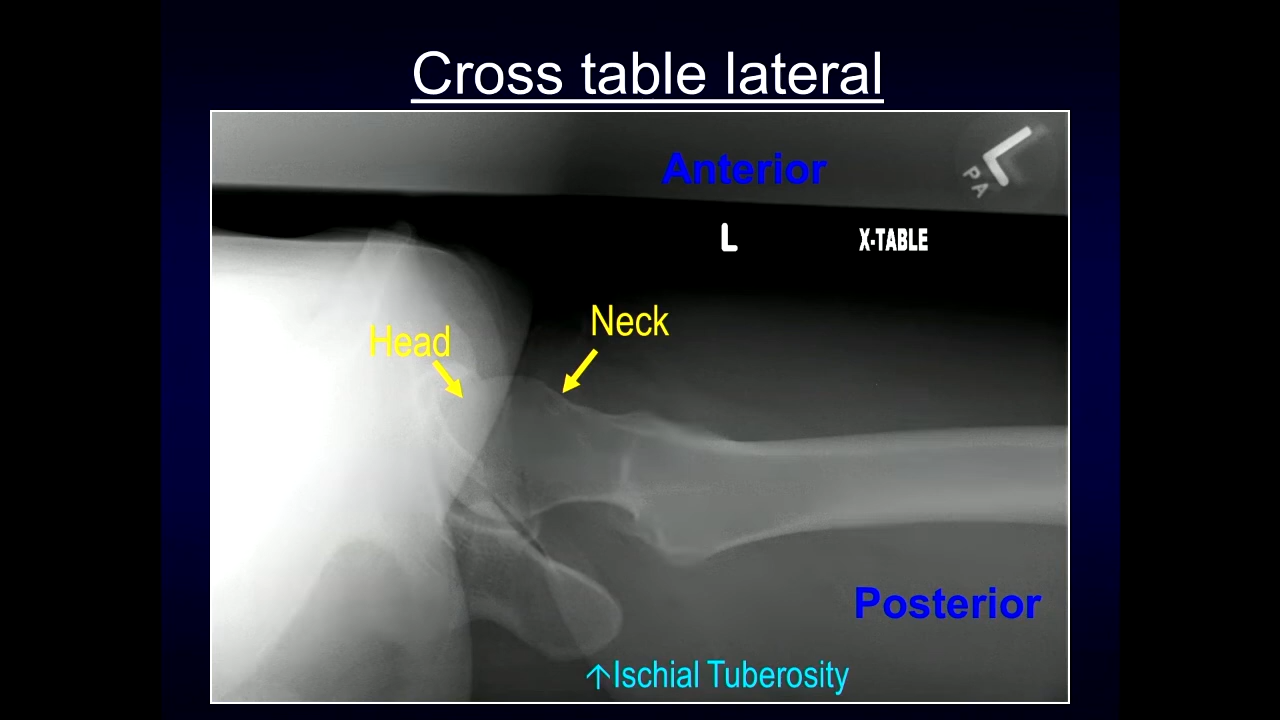 Cross table lateral
Anterior
L
PA
L
X-TABLE
Neck
Head
Posterior
↑Ischial Tuberosity